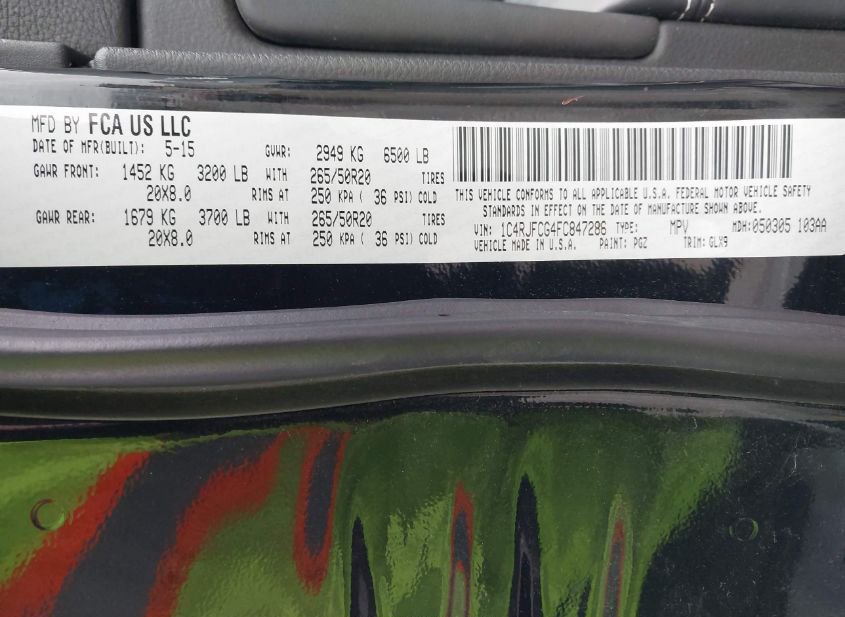 MFD BY FCA US LLC
DATE OF MFR(BUILT): 5-15 GVWR: 2949 KG 6500 LB
GAWR FRONT: 1452 KG 3200 LB WITH 265/50R20 TIRES
20X8.0 RIMS AT 250 KPA ( 36 PSI) COLD
GAWR REAR: 1679 KG 3700 LB WITH 265/50R20 TIRES
20X8.0 RIMS AT 250 KPA ( 36 PSI) COLD
THIS VEHICLE CONFORMS TO ALL APPLICABLE U.S.A. FEDERAL MOTOR VEHICLE SAFETY
STANDARDS IN EFFECT ON THE DATE OF MANUFACTURE SHOWN ABOVE.
VIN: 1C4RJFCG4FC847286 TYPE: MPV MDH:050305 103AA
VEHICLE MADE IN U.S.A. PAINT: PGZ TRIM: GLX9